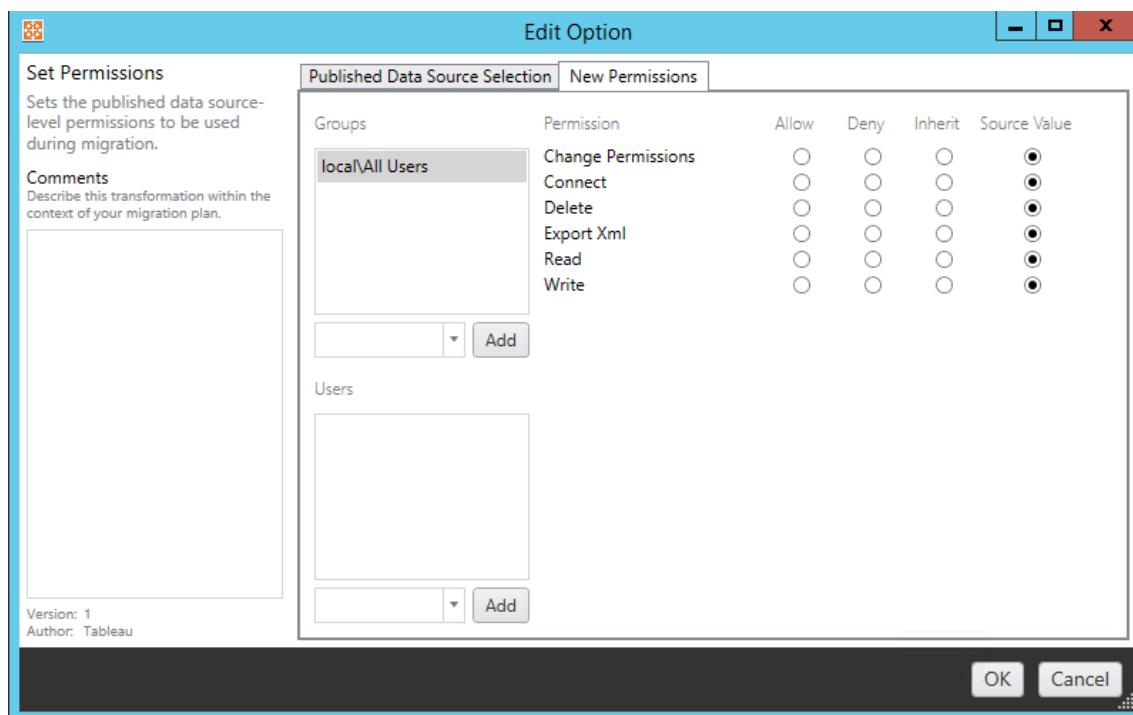 Edit Option
Set Permissions
Sets the published data source-
level permissions to be used
during migration.
Comments
Describe this transformation within the
context of your migration plan.
Version: 1
Author: Tableau
Published Data Source Selection
New Permissions
Groups
local\All Users
Add
Users
Add
Permission Allow Deny Inherit Source Value
Change Permissions
Connect
Delete
Export Xml
Read
Write
OK
Cancel